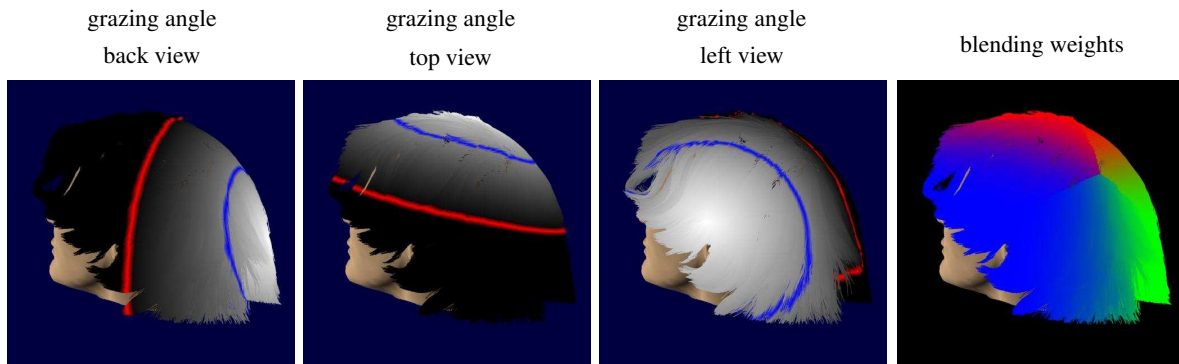 grazing angle
back view
grazing angle
top view
grazing angle
left view
blending weights